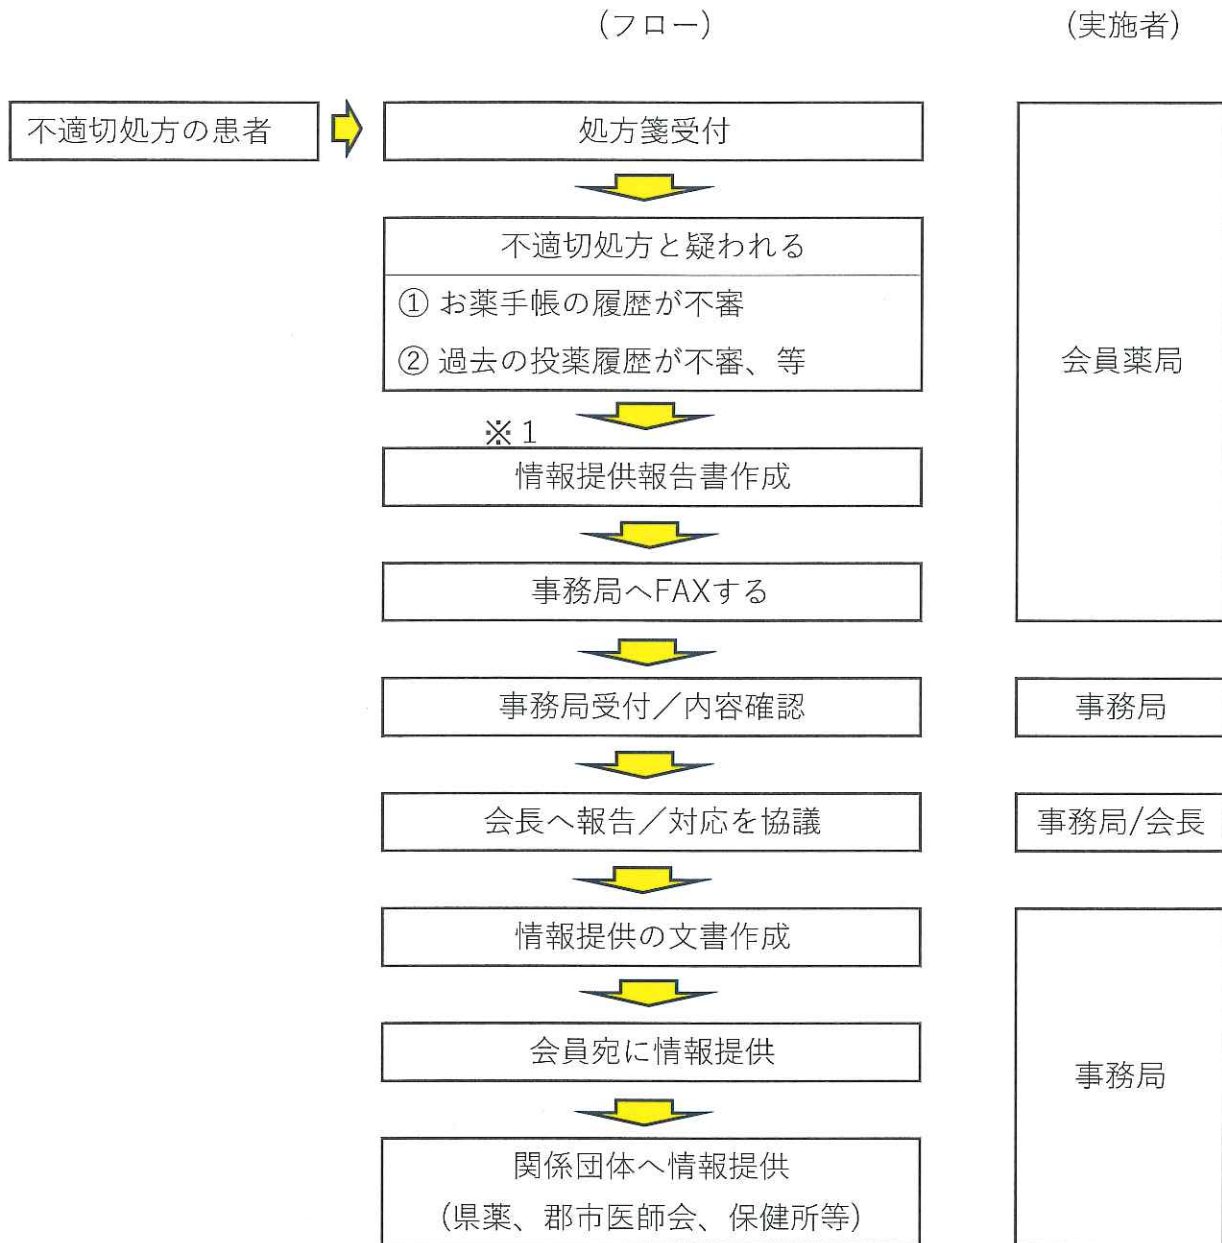 (フロー)
(実施者)
不適切処方の患者
処方箋受付
不適切処方と疑われる
① お薬手帳の履歴が不審
② 過去の投薬履歴が不審、等
会員薬局
※1
情報提供報告書作成
事務局へFAXする
事務局受付／内容確認
事務局
会長へ報告／対応を協議
事務局/会長
情報提供の文書作成
会員宛に情報提供
事務局
関係団体へ情報提供
(県薬、郡市医師会、保健所等)